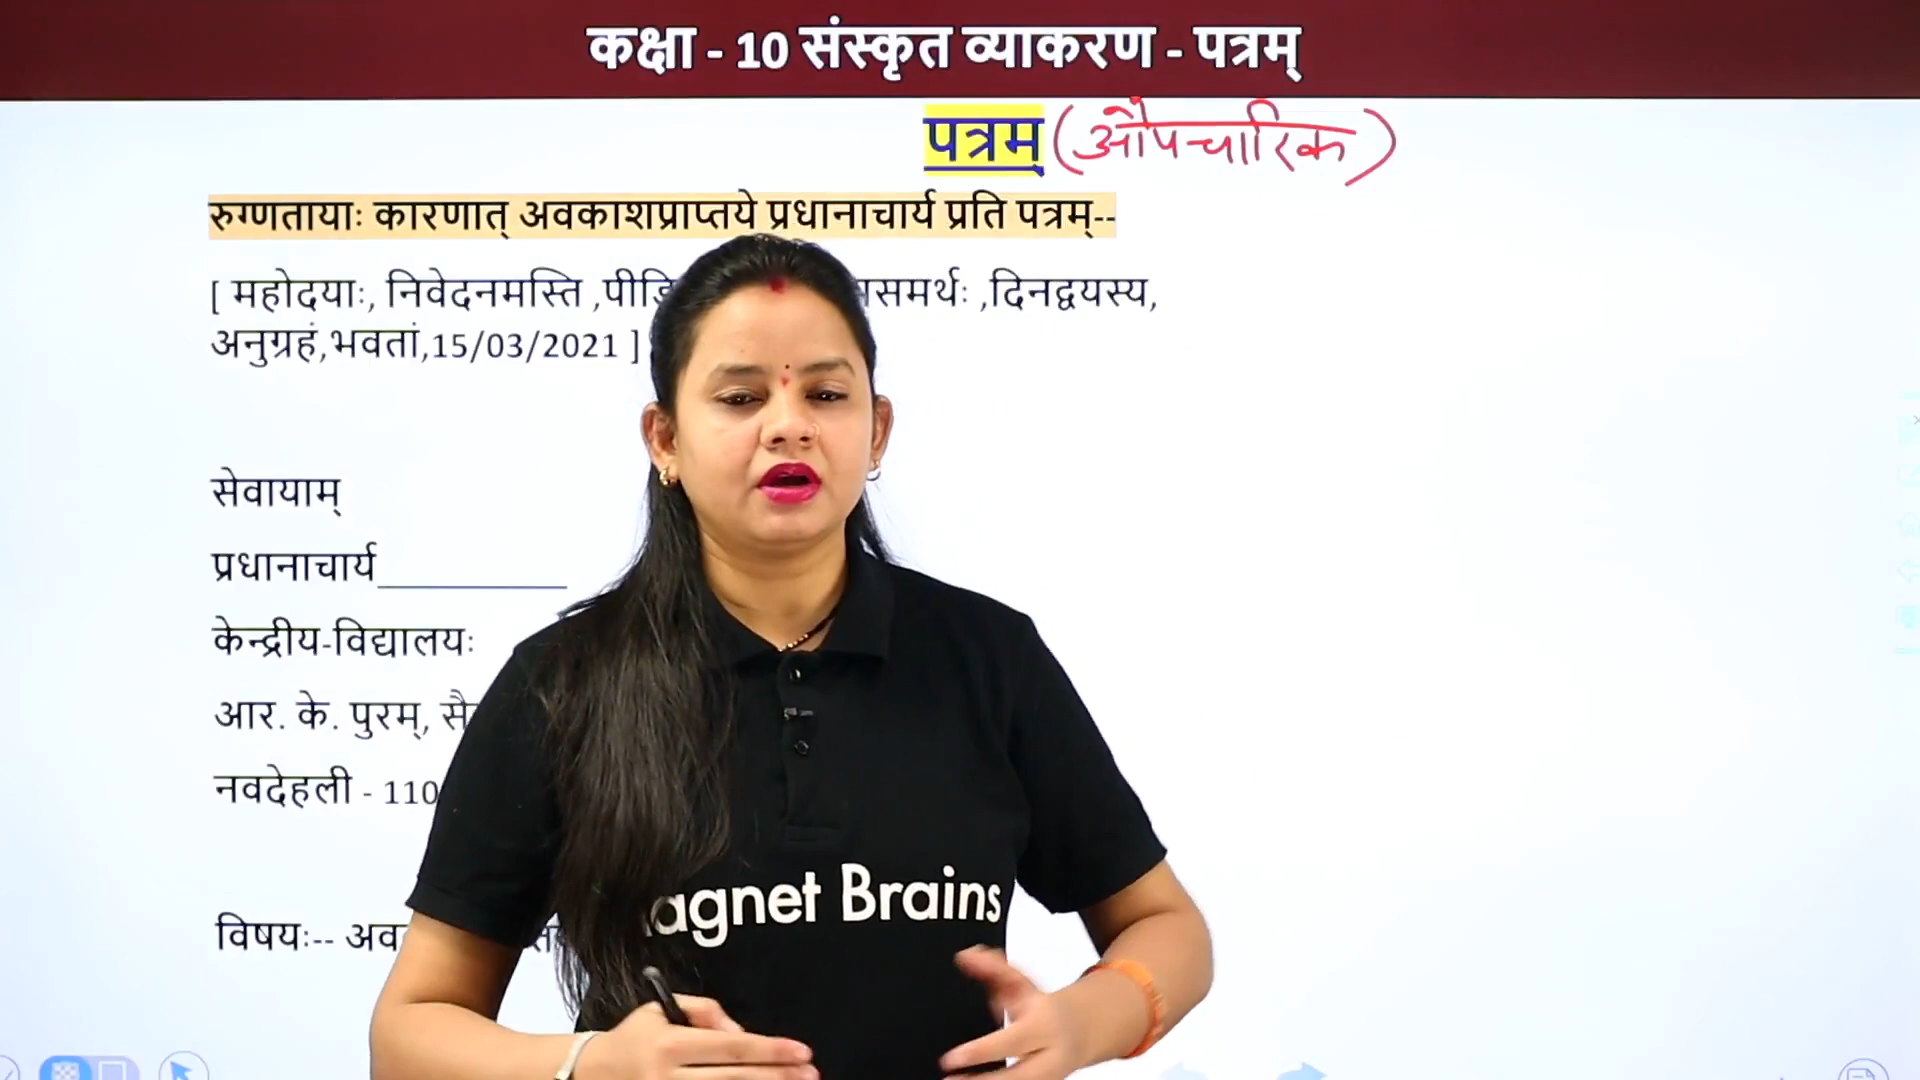 कक्षा - 10 संस्कृत व्याकरण - पत्रम्
पत्रम् (औपचारिक)
रुग्णतायाः कारणात् अवकाशप्राप्तये प्रधानाचार्य प्रति पत्रम्--
[ महोदयाः, निवेदनमस्ति ,समर्थः ,दिनद्वयस्य,
अनुग्रहं,भवतां,15/03/2021 ]
सेवायाम्
प्रधानाचार्य__________
केन्द्रीय-विद्यालयः
आर. के. पुरम्,
नवदेहली - 110
विषयः--
agnet Brains